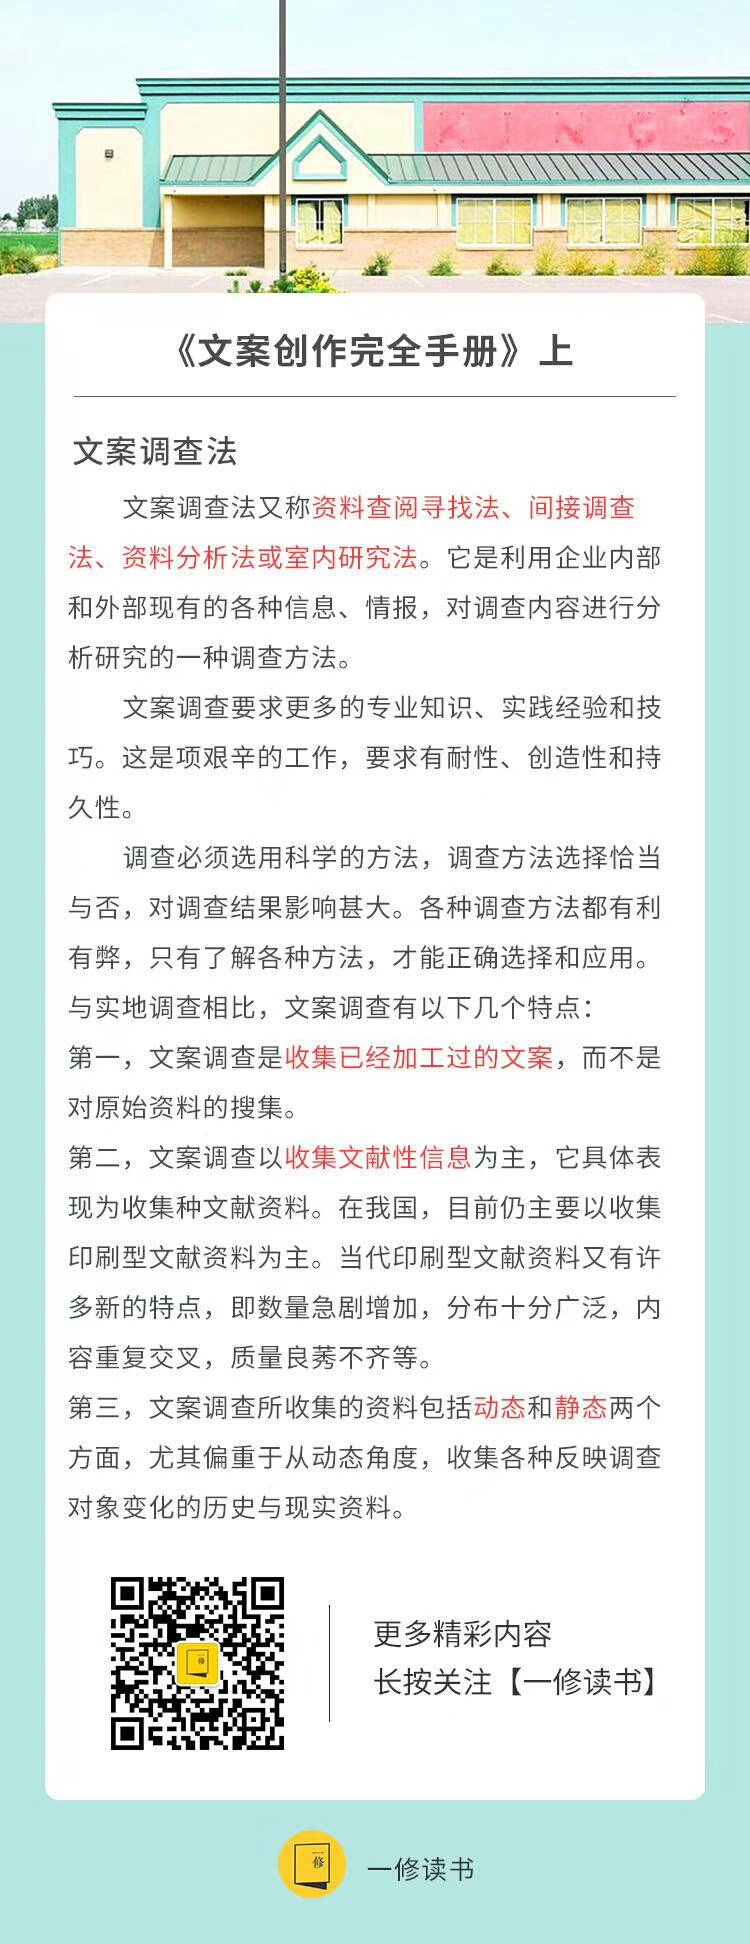 《文案创作完全手册》上
文案调查法
文案调查法又称资料查阅寻找法、间接调查
法、资料分析法或室内研究法。它是利用企业内部
和外部现有的各种信息、情报，对调查内容进行分
析研究的一种调查方法。
文案调查要求更多的专业知识、实践经验和技
巧。这是项艰辛的工作，要求有耐性、创造性和持
久性。
调查必须选用科学的方法，调查方法选择恰当
与否，对调查结果影响甚大。各种调查方法都有利
有弊，只有了解各种方法，才能正确选择和应用。
与实地调查相比，文案调查有以下几个特点：
第一，文案调查是收集已经加工过的文案，而不是
对原始资料的搜集。
第二，文案调查以收集文献性信息为主，它具体表
现为收集种文献资料。在我国，目前仍主要以收集
印刷型文献资料为主。当代印刷型文献资料又有许
多新的特点，即数量急剧增加，分布十分广泛，内
容重复交叉，质量良莠不齐等。
第三，文案调查所收集的资料包括动态和静态两个
方面，尤其偏重于从动态角度，收集各种反映调查
对象变化的历史与现实资料。
一修
更多精彩内容
长按关注【一修读书】
一修
一修读书